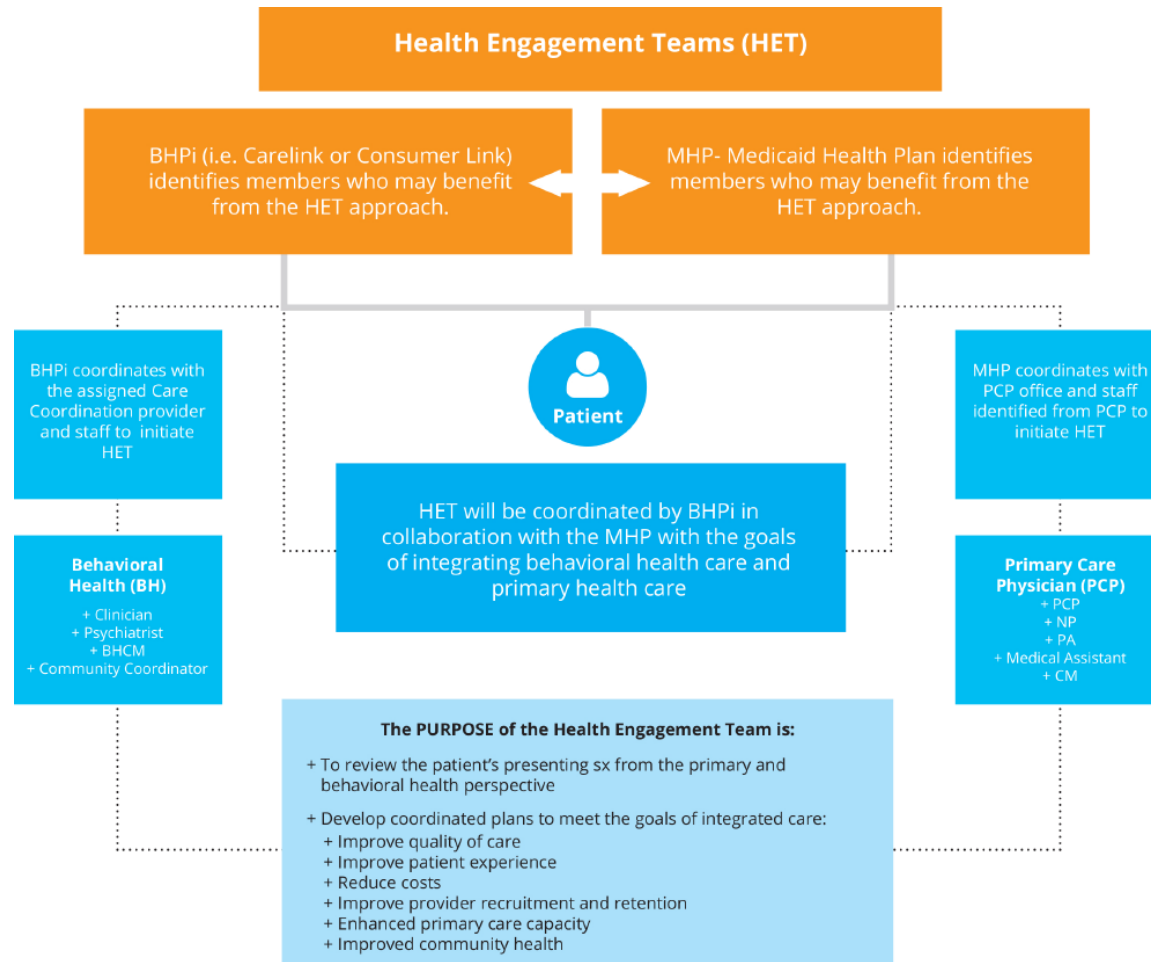 Health Engagement Teams (HET)
BHPi (i.e. Carelink or Consumer Link)
identifies members who may benefit
from the HET approach.
MHP- Medicaid Health Plan identifies
members who may benefit from the
HET approach.
BHPi coordinates with
the assigned Care
Coordination provider
and staff to initiate
HET
Patient
MHP coordinates with
PCP office and staff
identified from PCP to
initiate HET
HET will be coordinated by BHPi in
collaboration with the MHP with the goals
of integrating behavioral health care and
primary health care
Behavioral
Health (BH)
+ Clinician
+ Psychiatrist
+ BHCM
+ Community Coordinator
Primary Care
Physician (PCP)
+ PCP
+ NP
+ PA
+ Medical Assistant
+ CM
The PURPOSE of the Health Engagement Team is:
+ To review the patient’s presenting sx from the primary and
behavioral health perspective
+ Develop coordinated plans to meet the goals of integrated care:
+ Improve quality of care
+ Improve patient experience
+ Reduce costs
+ Improve provider recruitment and retention
+ Enhanced primary care capacity
+ Improved community health